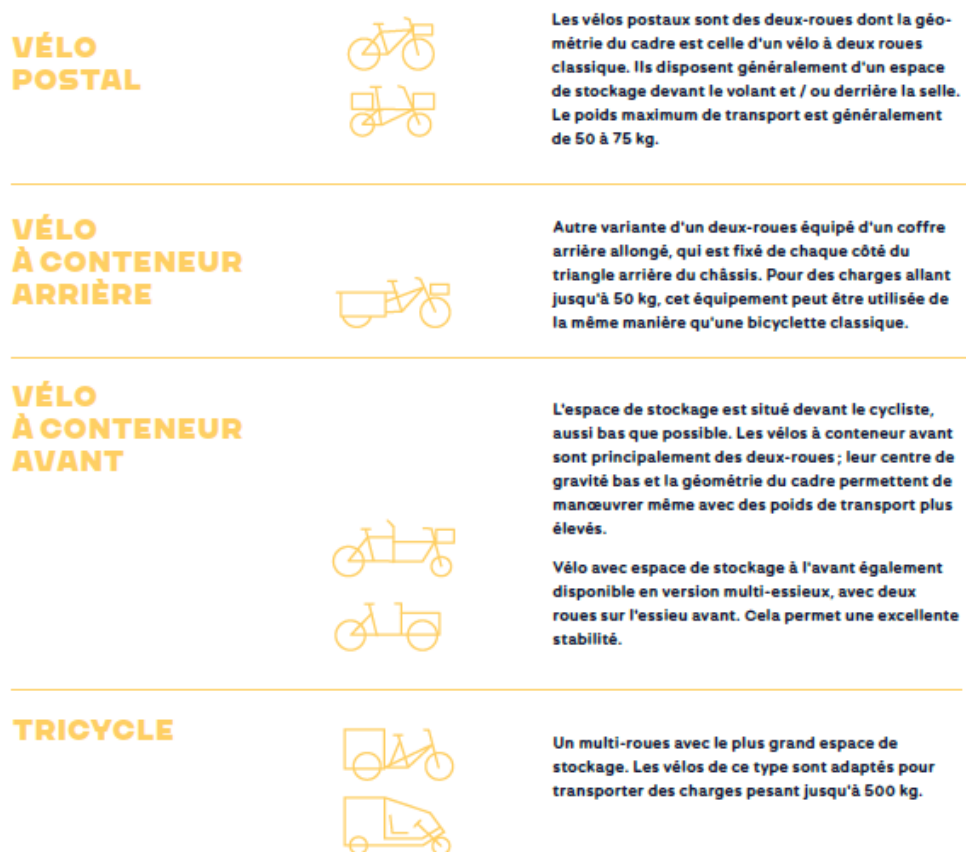 VÉLO
POSTAL
Les vélos postaux sont des deux-roues dont la géo-
métrie du cadre est celle d'un vélo à deux roues
classique. Ils disposent généralement d'un espace
de stockage devant le volant et / ou derrière la selle.
Le poids maximum de transport est généralement
de 50 à 75 kg.
VÉLO
À CONTENEUR
ARRIÈRE
Autre variante d'un deux-roues équipé d'un coffre
arrière allongé, qui est fixé de chaque côté du
triangle arrière du châssis. Pour des charges allant
jusqu'à 50 kg, cet équipement peut être utilisée de
la même manière qu'une bicyclette classique.
VÉLO
À CONTENEUR
AVANT
L'espace de stockage est situé devant le cycliste,
aussi bas que possible. Les vélos à conteneur avant
sont principalement des deux-roues ; leur centre de
gravité bas et la géométrie du cadre permettent de
manœuvrer même avec des poids de transport plus
élevés.
Vélo avec espace de stockage à l'avant également
disponible en version multi-essieux, avec deux
roues sur l'essieu avant. Cela permet une excellente
stabilité.
TRICYCLE
Un multi-roues avec le plus grand espace de
stockage. Les vélos de ce type sont adaptés pour
transporter des charges pesant jusqu'à 500 kg.